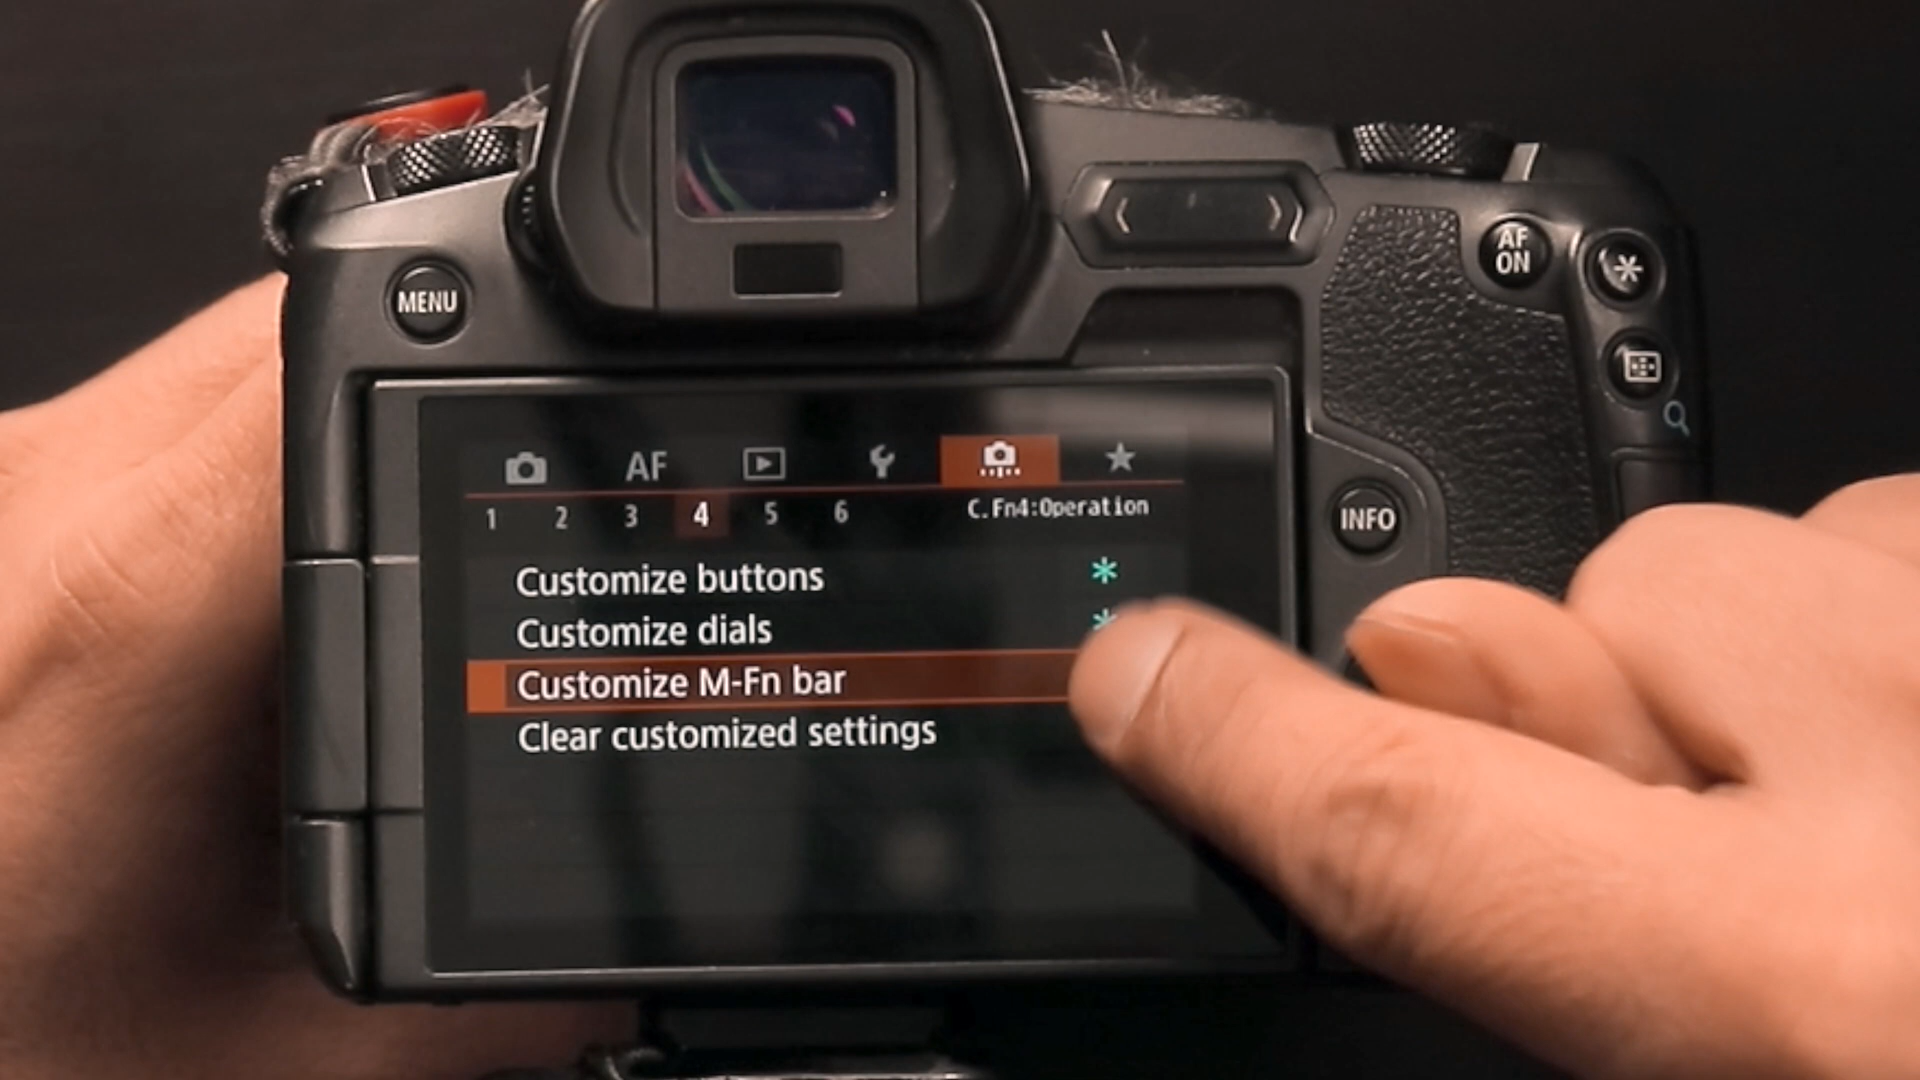 AF
ON
MENU
AF
1 2 3 4 5 6 C.Fn4:Operation
INFO
Customize buttons *
Customize dials *
Customize M-Fn bar
Clear customized settings